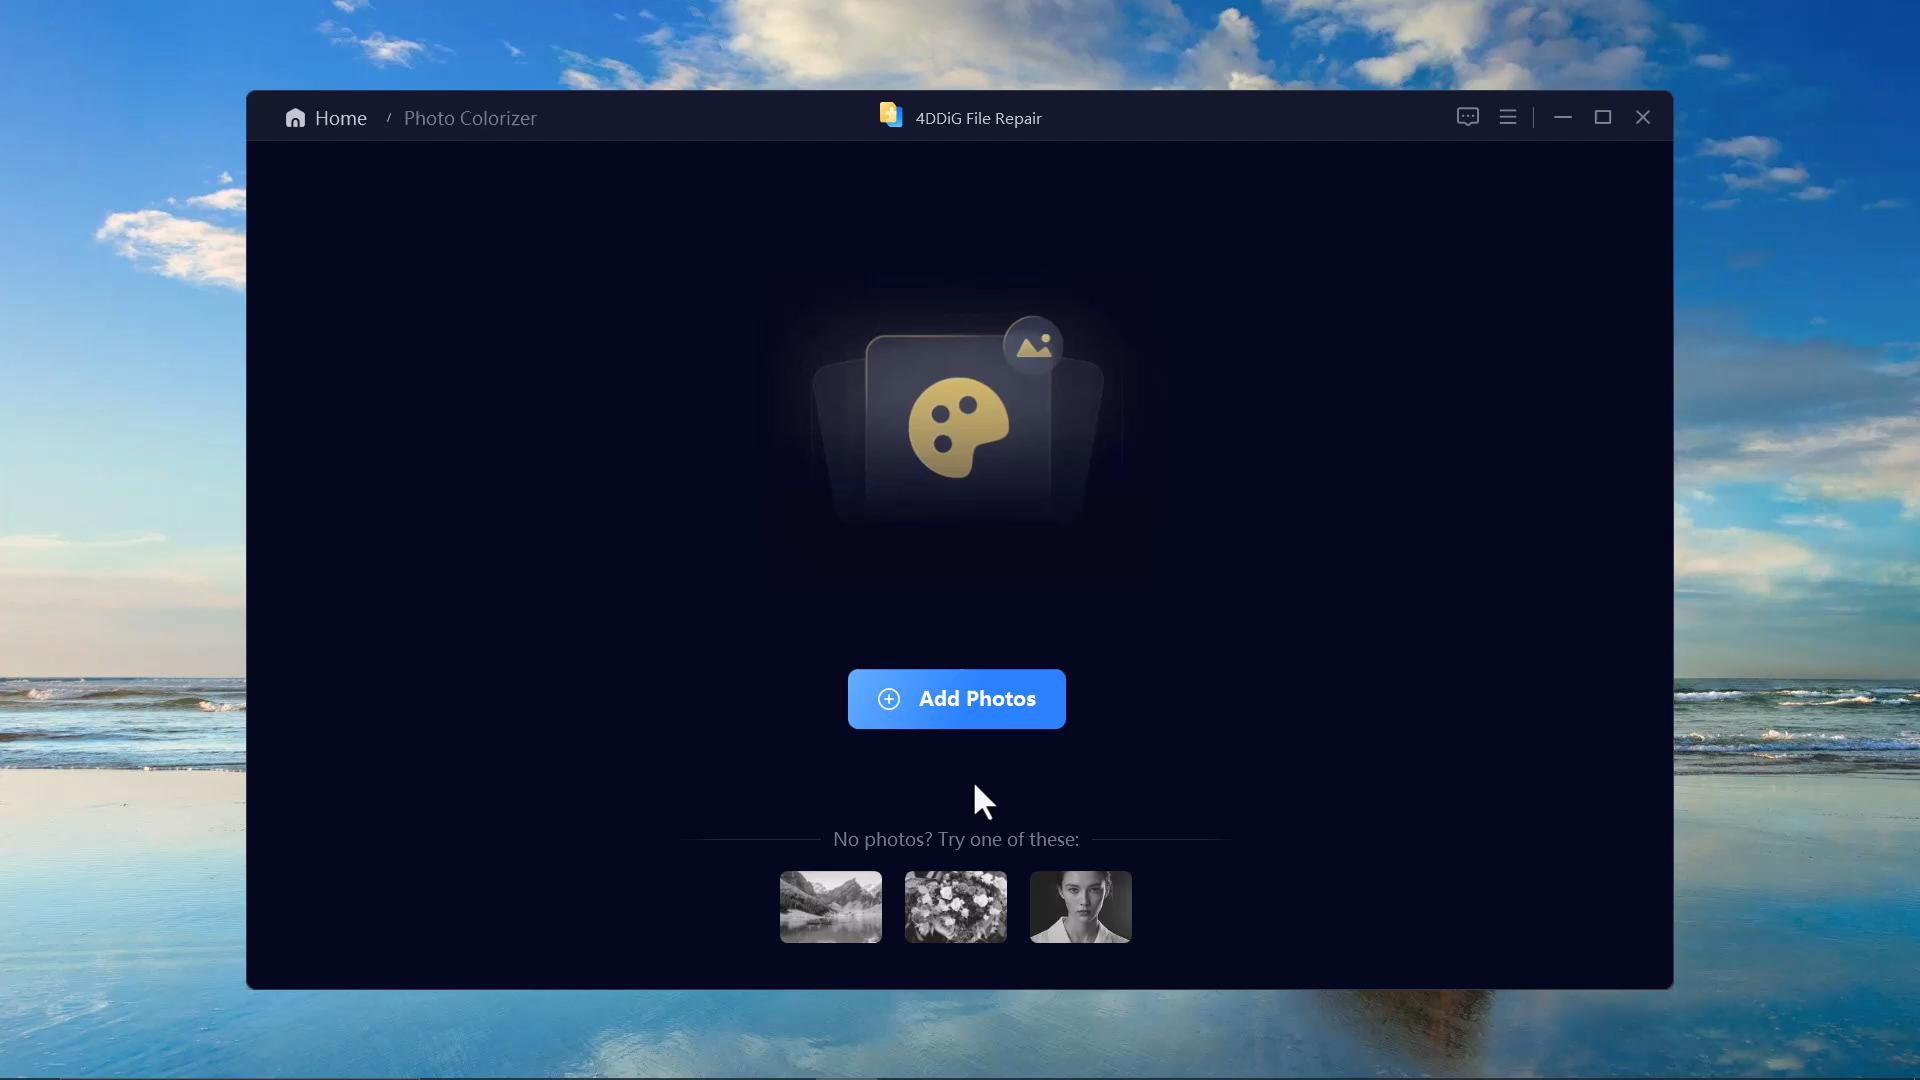 Home / Photo Colorizer
4DDiG File Repair
Add Photos
No photos? Try one of these: